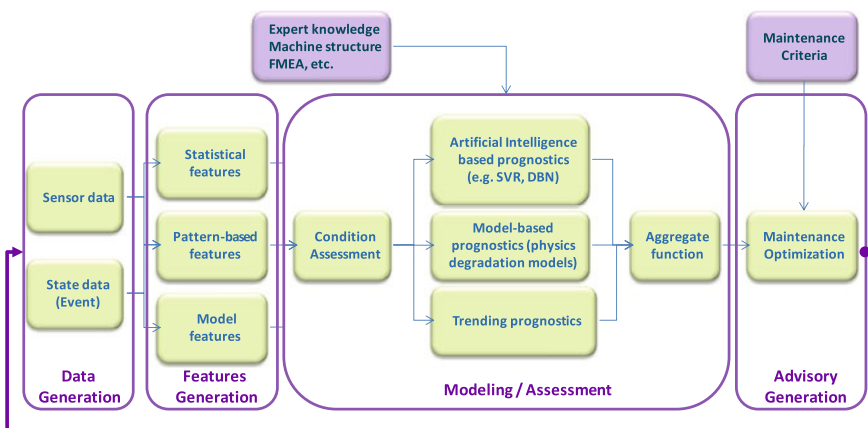 Expert knowledge
Machine structure
FMEA, etc.
Maintenance
Criteria
Sensor data
State data
(Event)
Data
Generation
Statistical
features
Pattern-based
features
Model
features
Features
Generation
Condition
Assessment
Artificial Intelligence
based prognostics
(e.g. SVR, DBN)
Model-based
prognostics (physics
degradation models)
Trending prognostics
Aggregate
function
Modeling / Assessment
Maintenance
Optimization
Advisory
Generation